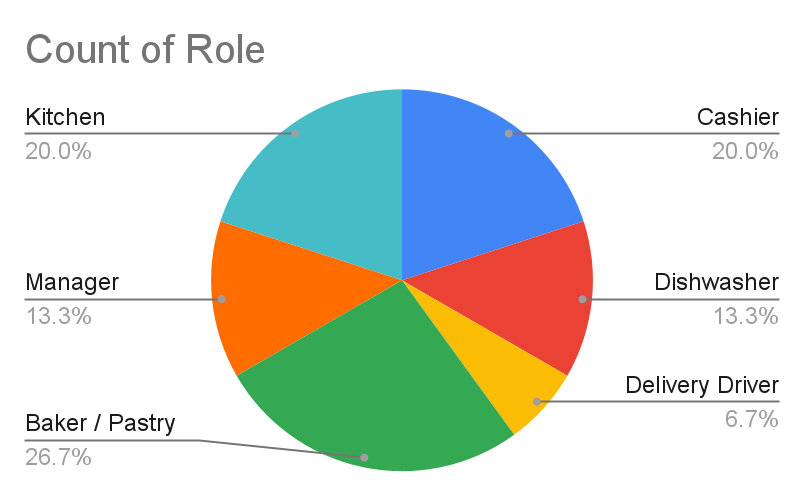 Count of Role
Kitchen
20.0%
Cashier
20.0%
Manager
13.3%
Dishwasher
13.3%
Delivery Driver
6.7%
Baker / Pastry
26.7%